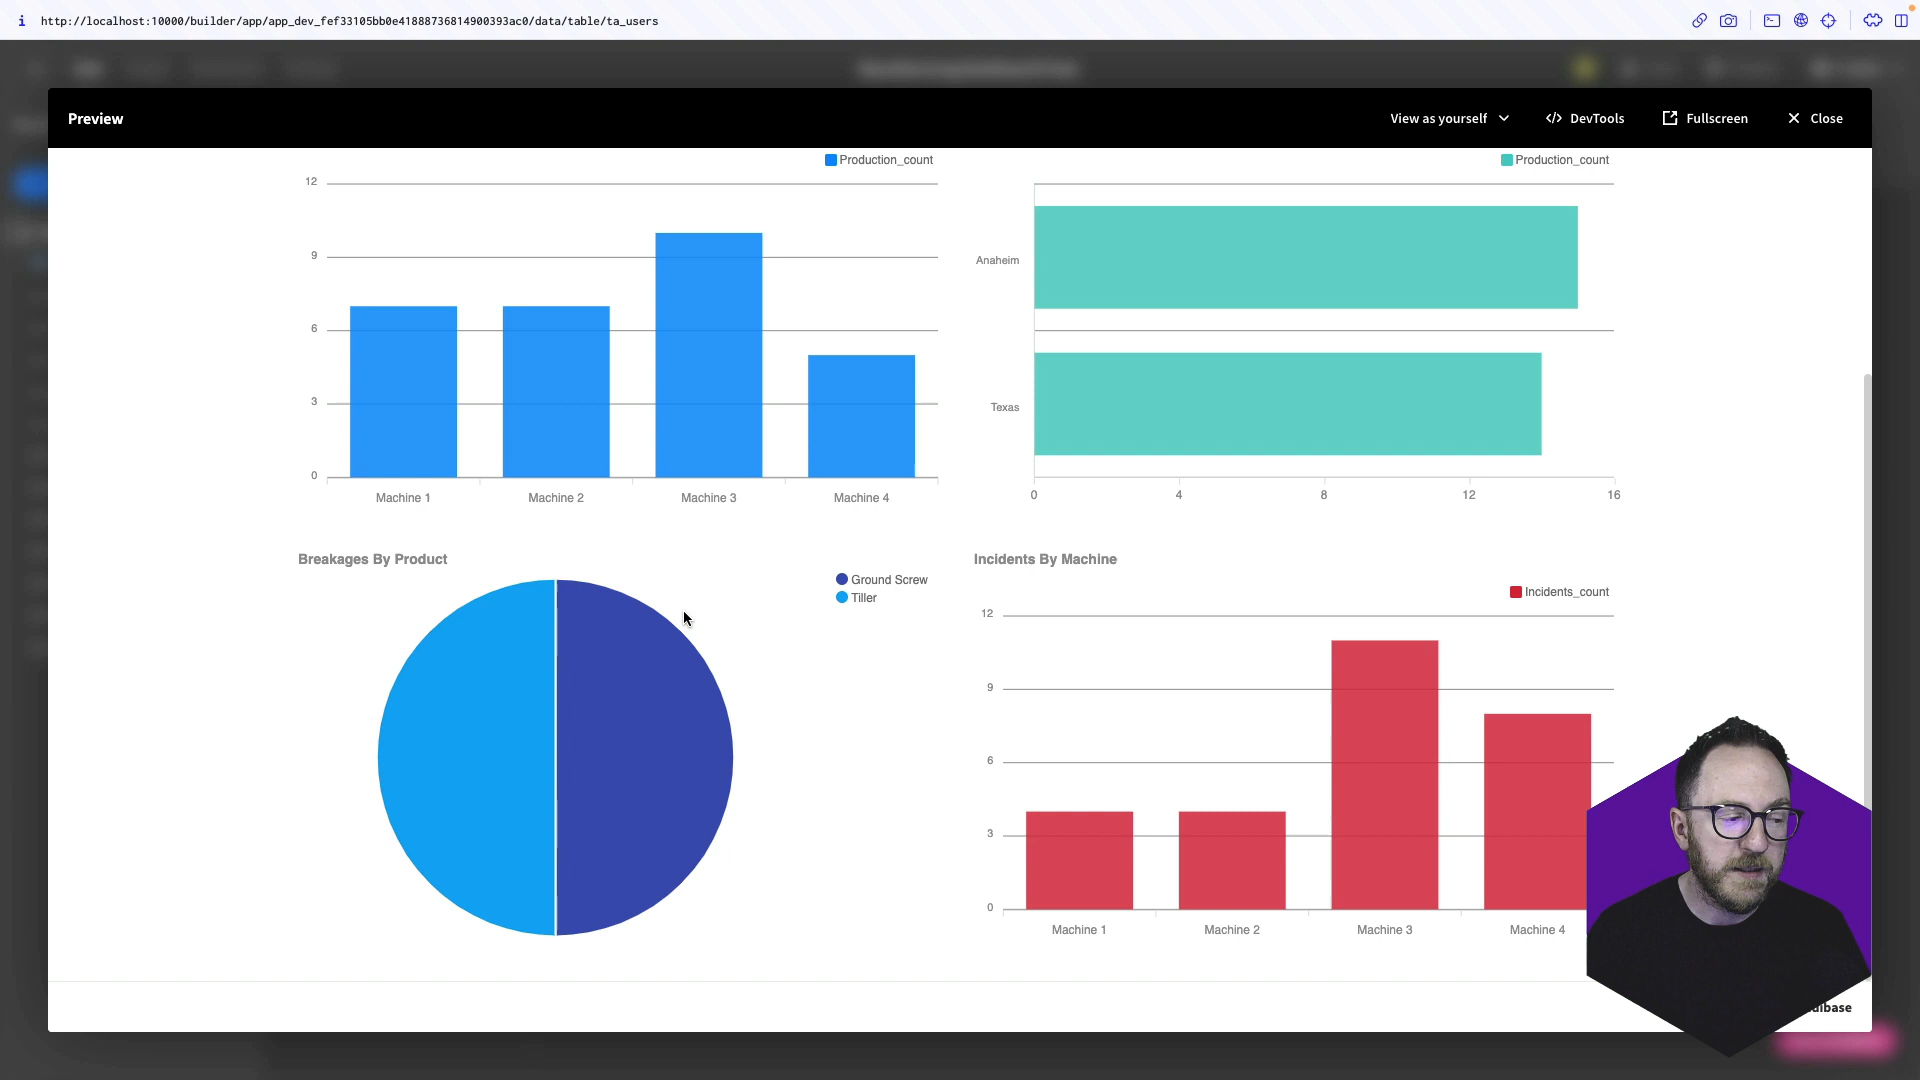 http://localhost:10000/builder/app/app_dev_fef33105bb0e41888736814900393ac0/data/table/ta_users
Preview
View as yourself
</> DevTools
Fullscreen
Close
Production_count
12
9
6
3
0
Machine 1
Machine 2
Machine 3
Machine 4
Production_count
Anaheim
Texas
0
4
8
12
16
Breakages By Product
Ground Screw
Tiller
Incidents By Machine
Incidents_count
12
9
6
3
0
Machine 1
Machine 2
Machine 3
Machine 4